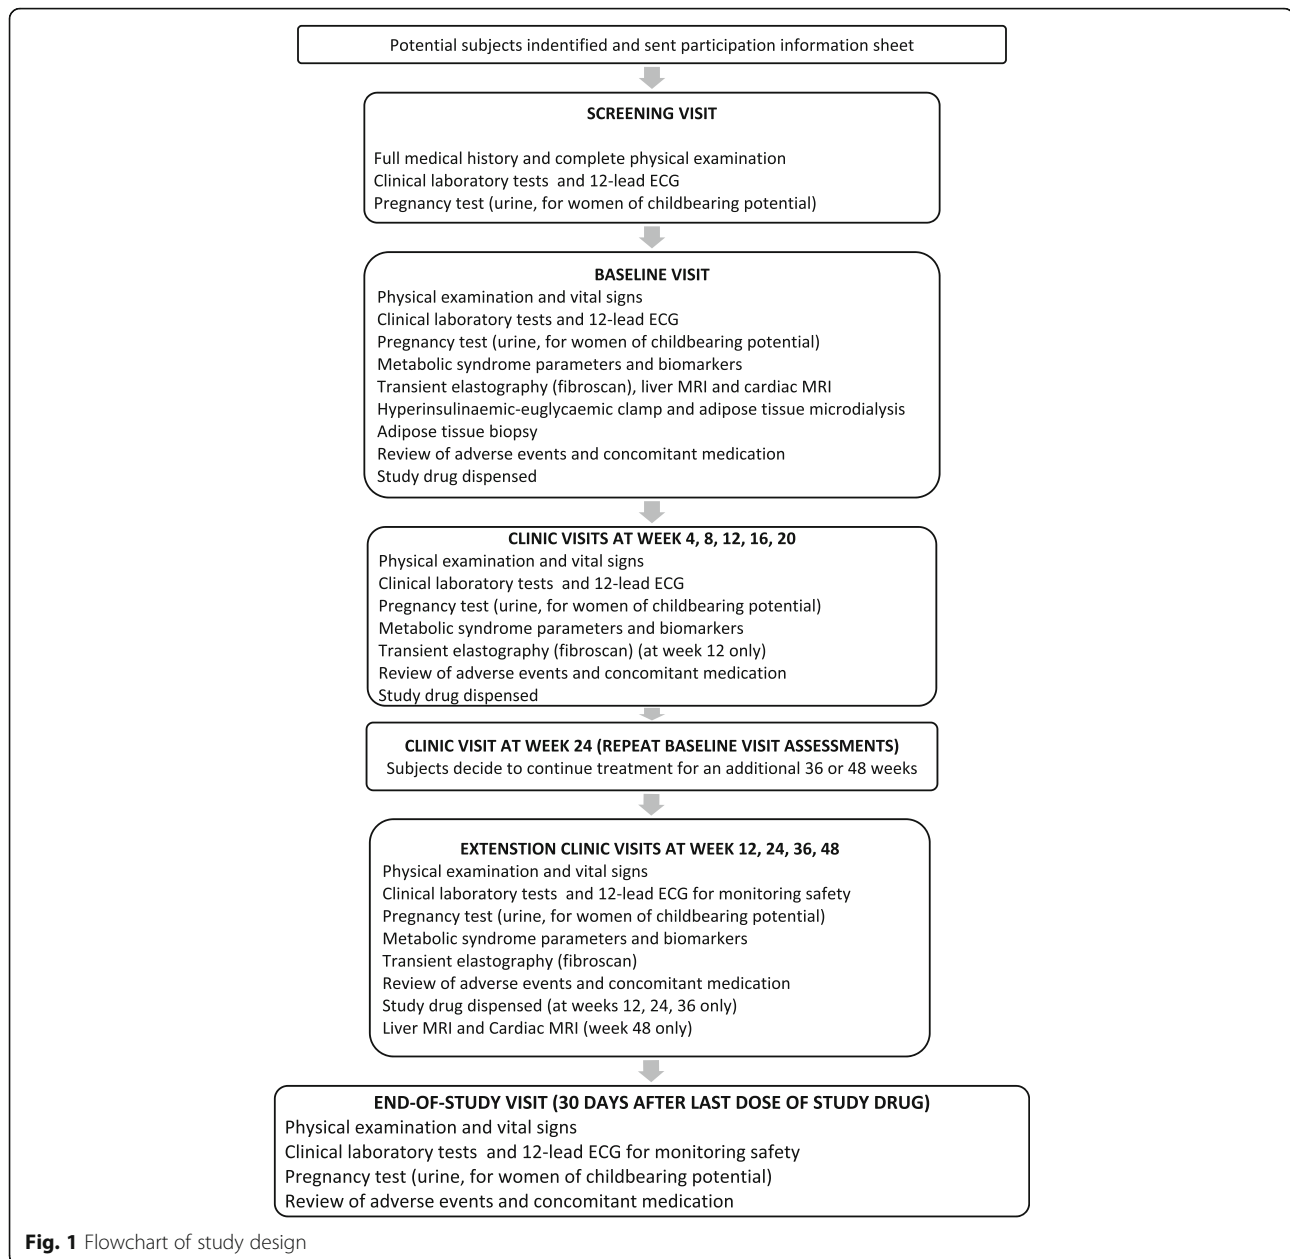 Potential subjects indentified and sent participation information sheet
SCREENING VISIT
Full medical history and complete physical examination
Clinical laboratory tests and 12-lead ECG
Pregnancy test (urine, for women of childbearing potential)
BASELINE VISIT
Physical examination and vital signs
Clinical laboratory tests and 12-lead ECG
Pregnancy test (urine, for women of childbearing potential)
Metabolic syndrome parameters and biomarkers
Transient elastography (fibroscan), liver MRI and cardiac MRI
Hyperinsulinaemic-euglycaemic clamp and adipose tissue microdialysis
Adipose tissue biopsy
Review of adverse events and concomitant medication
Study drug dispensed
CLINIC VISITS AT WEEK 4, 8, 12, 16, 20
Physical examination and vital signs
Clinical laboratory tests and 12-lead ECG
Pregnancy test (urine, for women of childbearing potential)
Metabolic syndrome parameters and biomarkers
Transient elastography (fibroscan) (at week 12 only)
Review of adverse events and concomitant medication
Study drug dispensed
CLINIC VISIT AT WEEK 24 (REPEAT BASELINE VISIT ASSESSMENTS)
Subjects decide to continue treatment for an additional 36 or 48 weeks
EXTENSTION CLINIC VISITS AT WEEK 12, 24, 36, 48
Physical examination and vital signs
Clinical laboratory tests and 12-lead ECG for monitoring safety
Pregnancy test (urine, for women of childbearing potential)
Metabolic syndrome parameters and biomarkers
Transient elastography (fibroscan)
Review of adverse events and concomitant medication
Study drug dispensed (at weeks 12, 24, 36 only)
Liver MRI and Cardiac MRI (week 48 only)
END-OF-STUDY VISIT (30 DAYS AFTER LAST DOSE OF STUDY DRUG)
Physical examination and vital signs
Clinical laboratory tests and 12-lead ECG for monitoring safety
Pregnancy test (urine, for women of childbearing potential)
Review of adverse events and concomitant medication
Fig. 1 Flowchart of study design